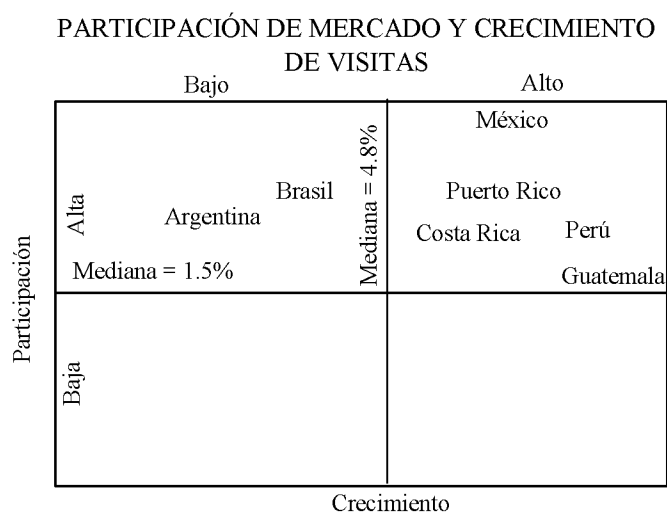 PARTICIPACIÓN DE MERCADO Y CRECIMIENTO
DE VISITAS
Bajo
Alto
México
Mediana = 4.8%
Brasil
Puerto Rico
Alta
Argentina
Costa Rica
Perú
Mediana = 1.5%
Guatemala
Participación
Baja
Crecimiento